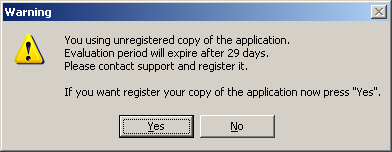 Warning
You using unregistered copy of the application.
Evaluation period will expire after 29 days.
Please contact support and register it.
If you want register your copy of the application now press "Yes".
Yes
No